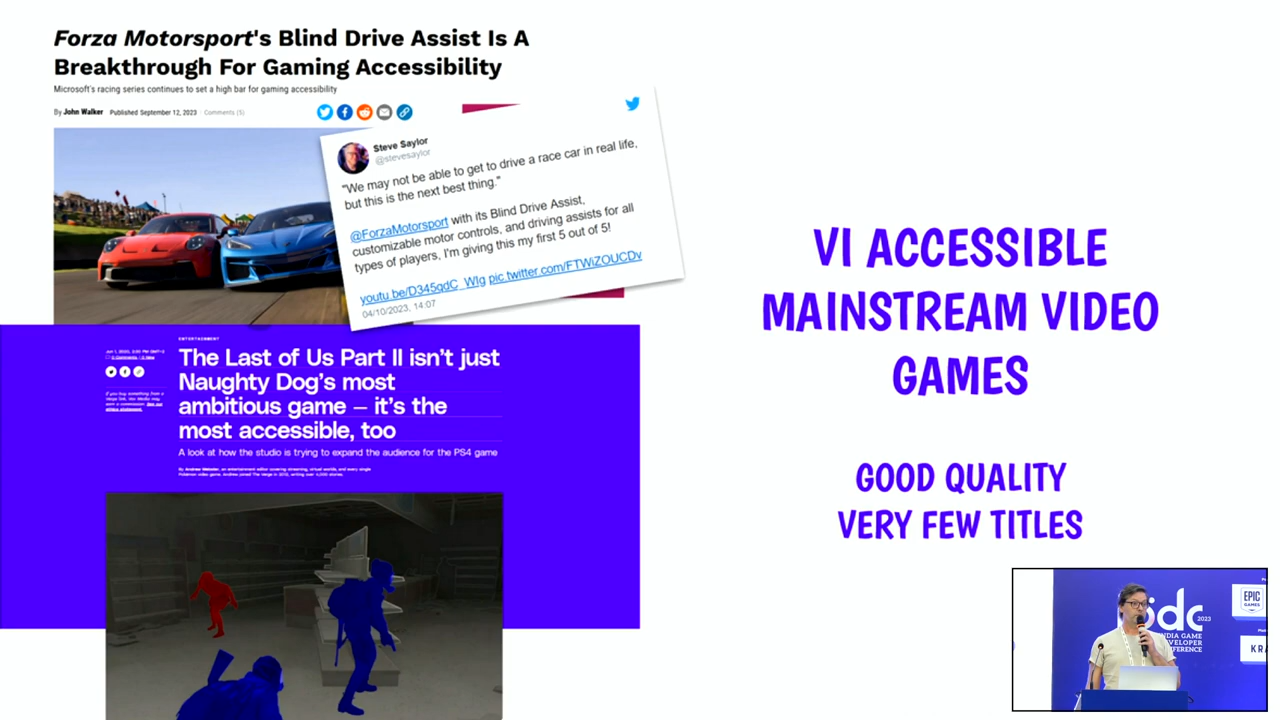 Forza Motorsport's Blind Drive Assist Is A
Breakthrough For Gaming Accessibility
Microsoft's racing series continues to set a high bar for gaming accessibility
By John Walker Published September 12, 2023 Comments (5)
Steve Saylor
@stevesaylor
"We may not be able to get to drive a race car in real life,
but this is the next best thing."
@ForzaMotorsport with its Blind Drive Assist,
customizable motor controls, and driving assists for all
types of players, I'm giving this my first 5 out of 5!
youtu.be/D345qdC_WIg pic.twitter.com/FTWiZOUCDv
04/10/2023, 14:07
ENTERTAINMENT
The Last of Us Part II isn't just
Naughty Dog's most
ambitious game — it's the
most accessible, too
A look at how the studio is trying to expand the audience for the PS4 game
VI ACCESSIBLE
MAINSTREAM VIDEO
GAMES
GOOD QUALITY
VERY FEW TITLES
2023
EPIC
GAMES